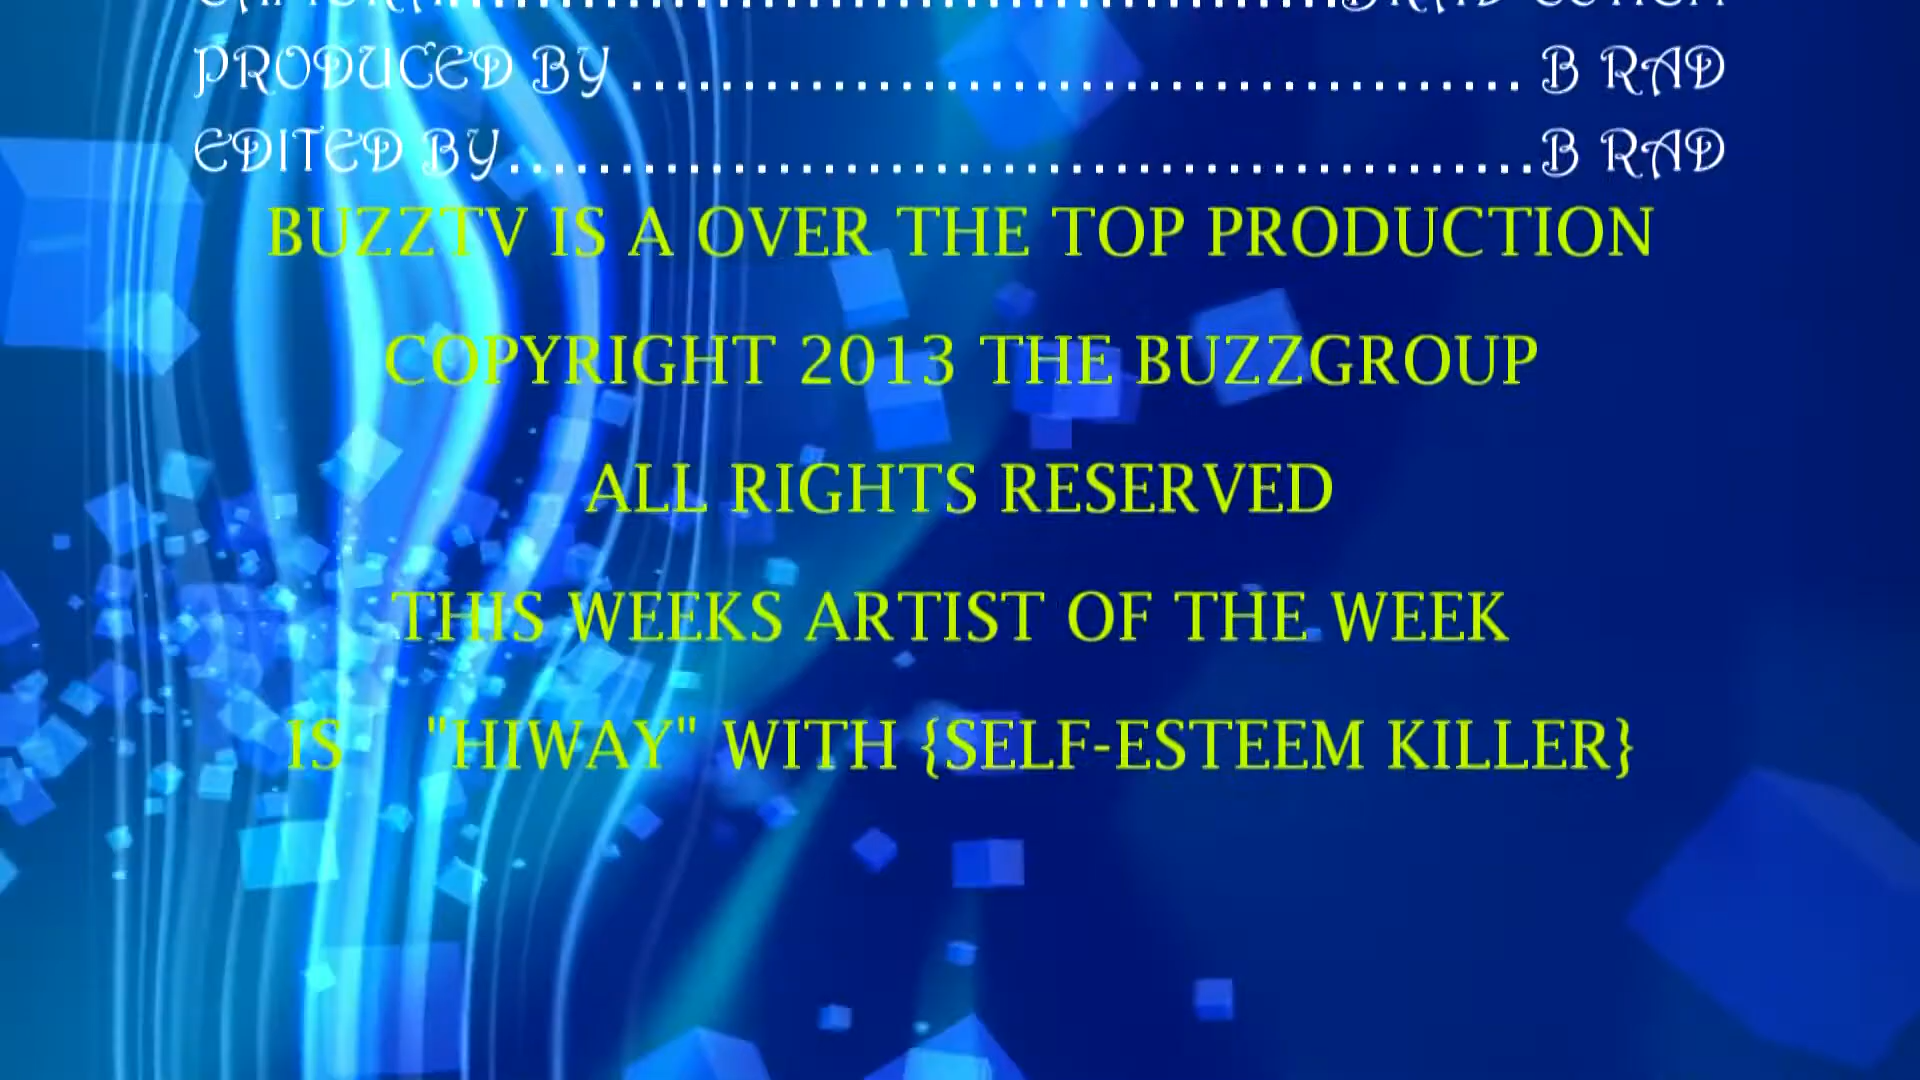 PRODUCED BY ........................................ B RAD
EDITED BY..............................................B RAD
BUZZTV IS A OVER THE TOP PRODUCTION
COPYRIGHT 2013 THE BUZZGROUP
ALL RIGHTS RESERVED
THIS WEEKS ARTIST OF THE WEEK
IS "HIWAY" WITH {SELF-ESTEEM KILLER}